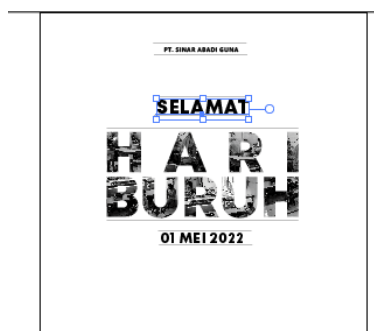 PT. SINAR ABADI GUNA
SELAMAT
HARI
BURUH
01 MEI 2022